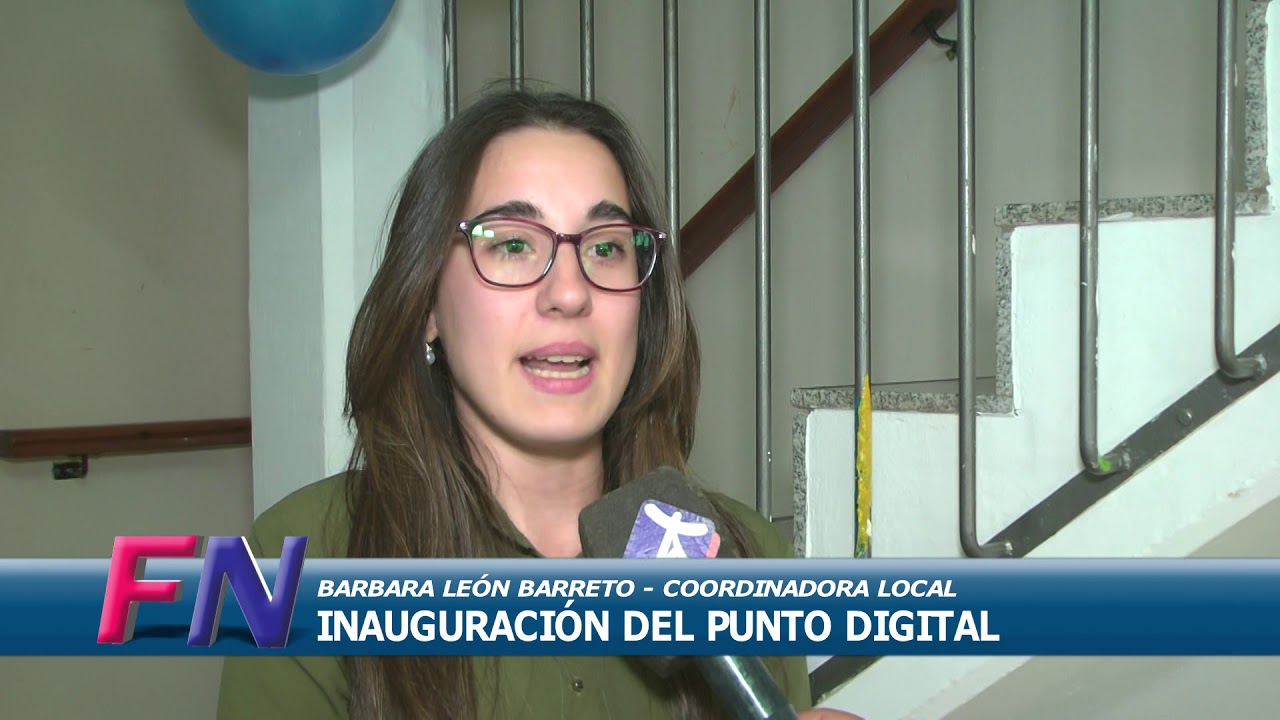 FN
BARBARA LEÓN BARRETO - COORDINADORA LOCAL
INAUGURACIÓN DEL PUNTO DIGITAL